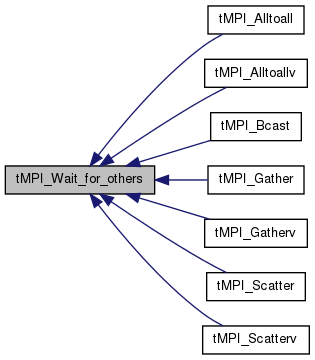 tMPI_Alltoall
tMPI_Alltoallv
tMPI_Bcast
tMPI_Wait_for_others
tMPI_Gather
tMPI_Gatherv
tMPI_Scatter
tMPI_Scatterv